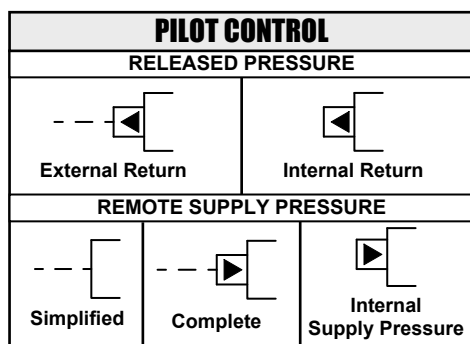 PILOT CONTROL
RELEASED PRESSURE
External Return
Internal Return
REMOTE SUPPLY PRESSURE
Simplified
Complete
Internal
Supply Pressure